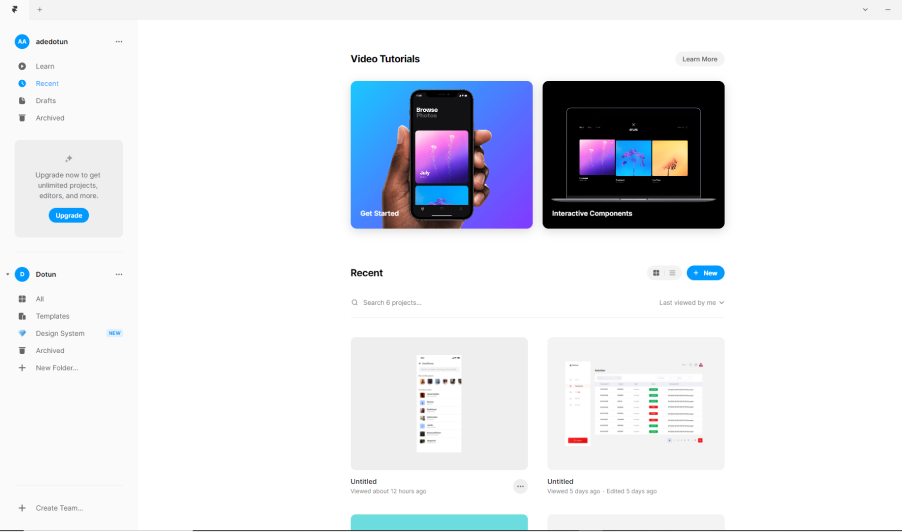 AA adedotun
Learn
Recent
Drafts
Archived
Upgrade now to get
unlimited projects,
editors, and more.
Upgrade
D Dotun
All
Templates
Design System NEW
Archived
New Folder...
Create Team...
Video Tutorials
Learn More
Browse
Photos
July
Get Started
Interactive Components
Recent
New
Search 6 projects...
Last viewed by me
Untitled
Viewed about 12 hours ago
Untitled
Viewed 5 days ago · Edited 5 days ago